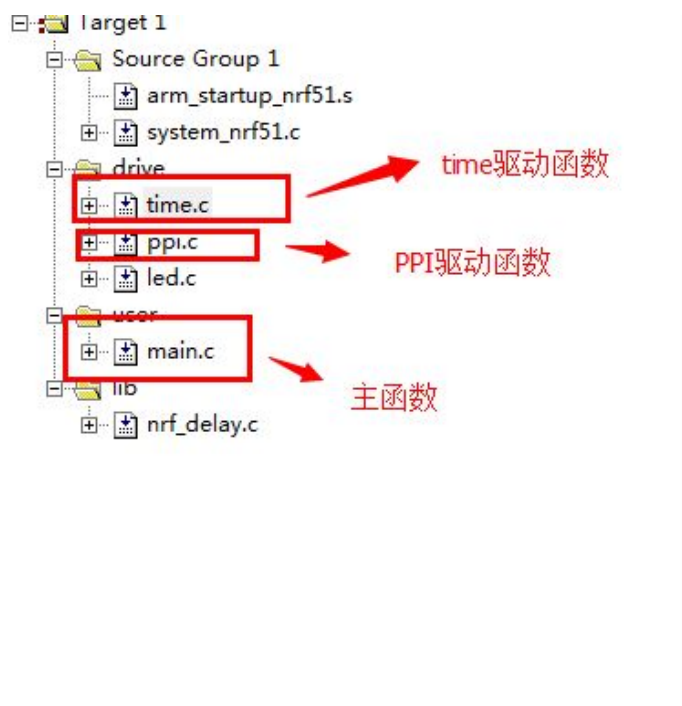 Target 1
Source Group 1
arm_startup_nrf51.s
system_nrf51.c
drive
time驱动函数
time.c
ppi.c
PPI驱动函数
led.c
user
main.c
主函数
lib
nrf_delay.c